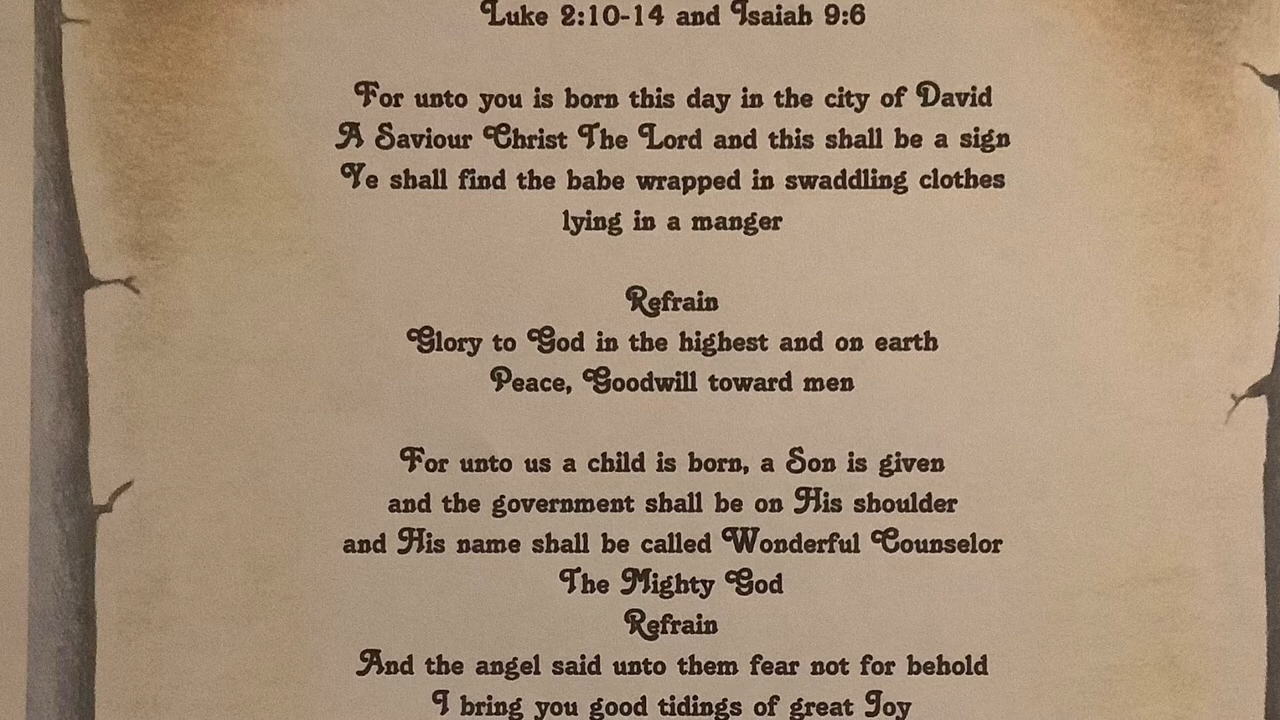 Luke 2:10-14 and Isaiah 9:6
For unto you is born this day in the city of David
A Saviour Christ The Lord and this shall be a sign
Ye shall find the babe wrapped in swaddling clothes
lying in a manger
Refrain
Glory to God in the highest and on earth
Peace, Goodwill toward men
For unto us a child is born, a Son is given
and the government shall be on His shoulder
and His name shall be called Wonderful Counselor
The Mighty God
Refrain
And the angel said unto them fear not for behold
I bring you good tidings of great Joy